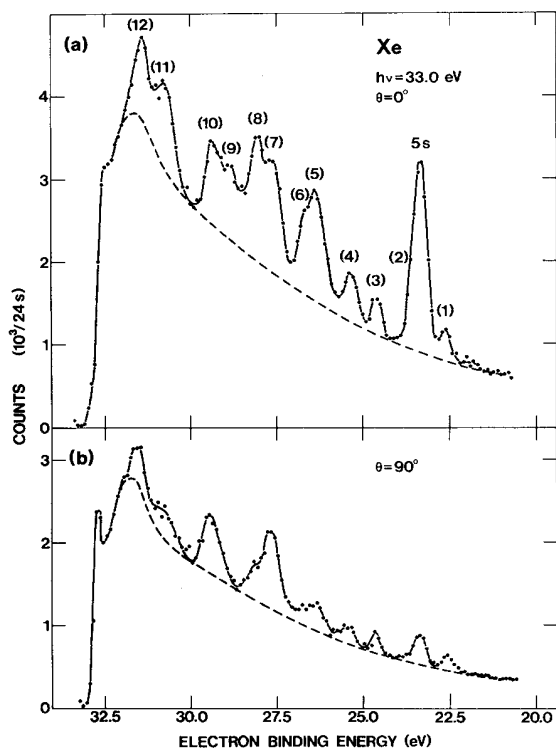 (a)
Xe
hν=33.0 eV
θ=0°
(12)
(11)
(10)
(9)
(8)
(7)
(6)
(5)
(4)
(3)
(2)
5s
(1)
4
3
2
1
0
COUNTS (10³/24 s)
(b)
θ=90°
3
2
1
0
32.5 30.0 27.5 25.0 22.5 20.0
ELECTRON BINDING ENERGY (eV)